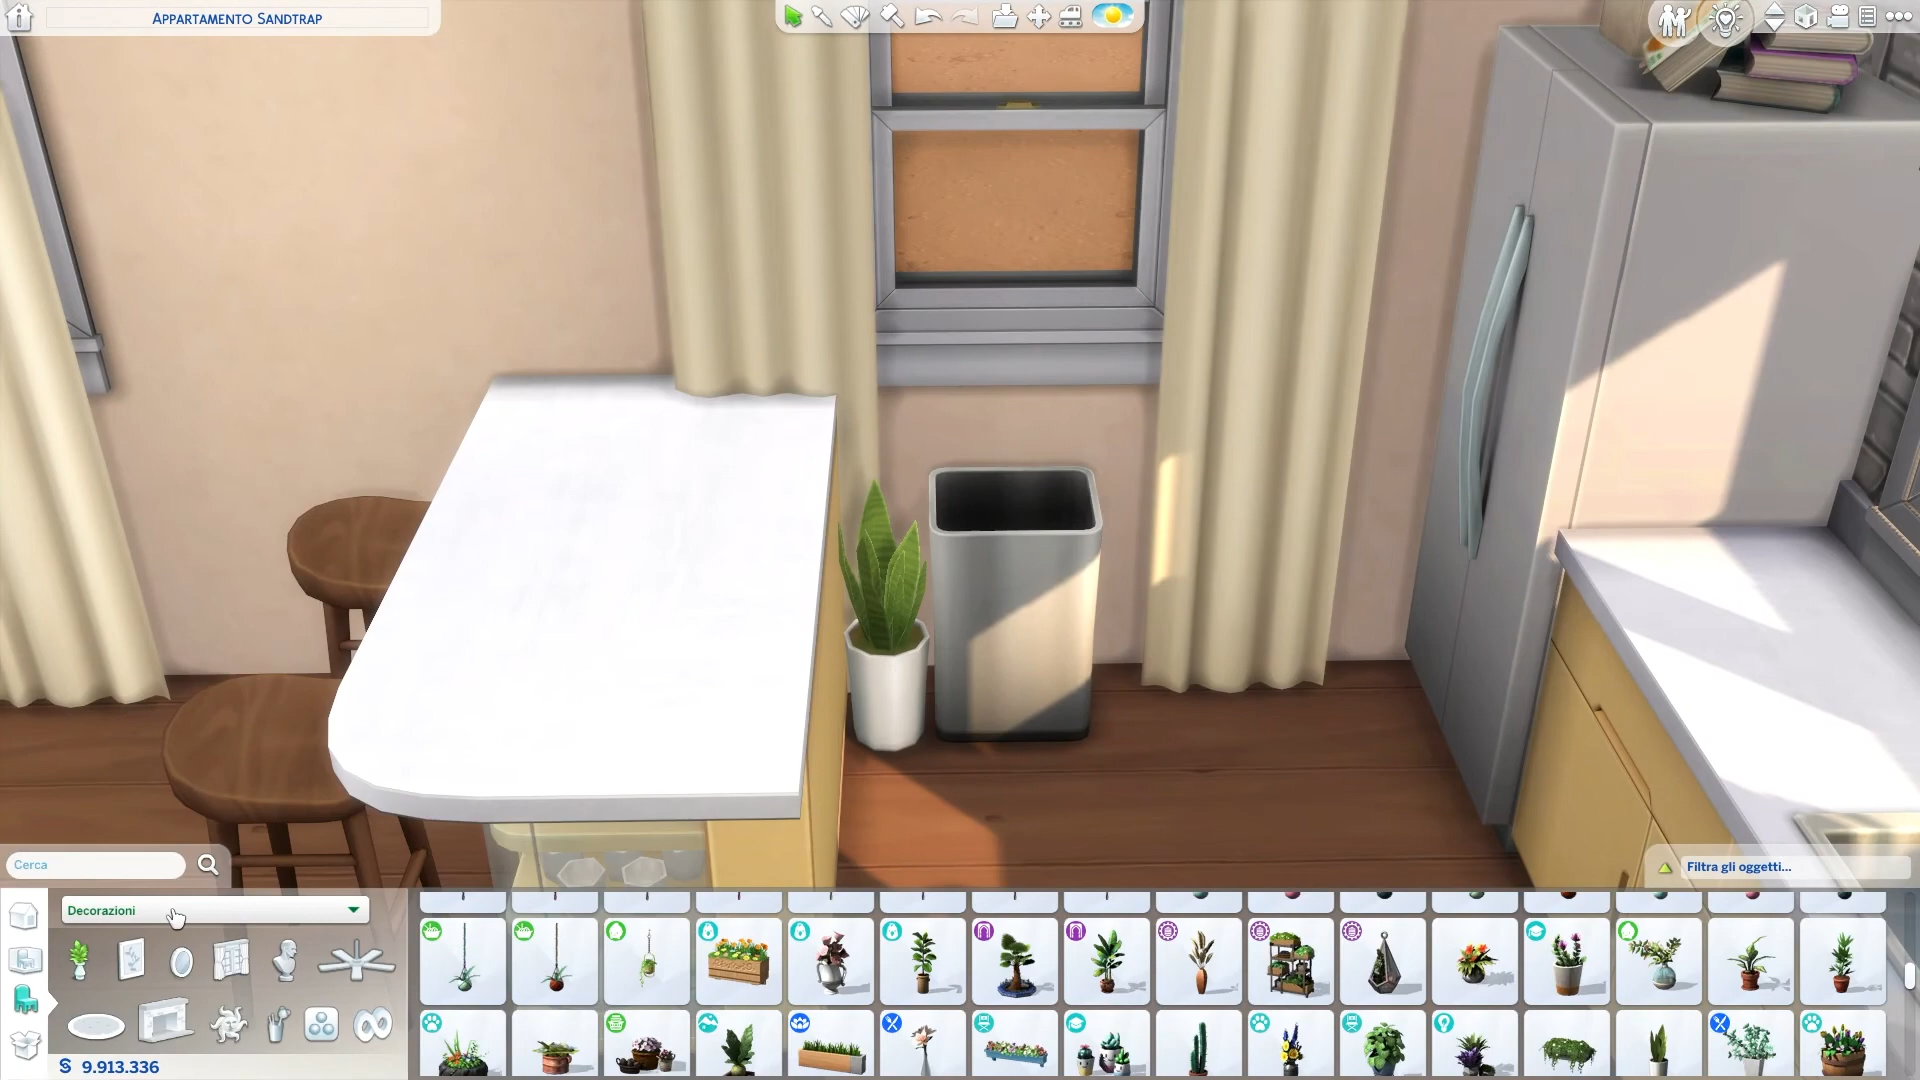 Appartamento Sandtrap
Cerca
Filtra gli oggetti...
Decorazioni
9.913.336